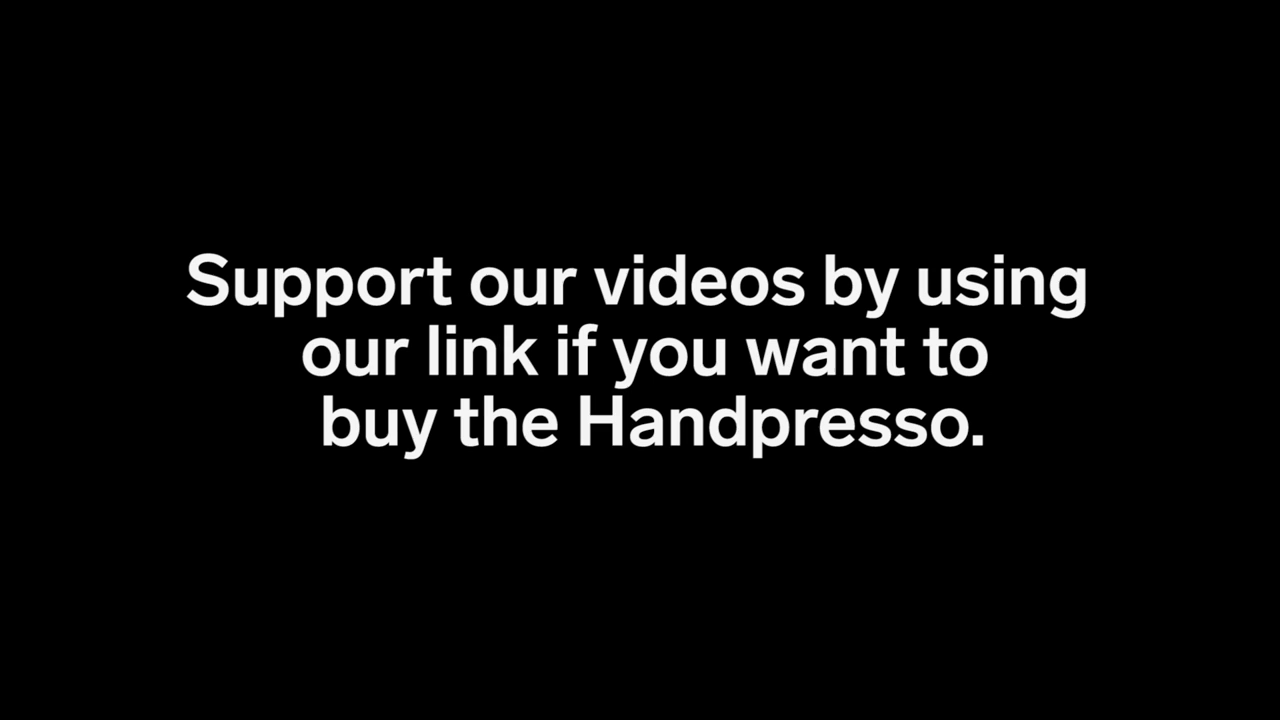 Support our videos by using
our link if you want to
buy the Handpresso.